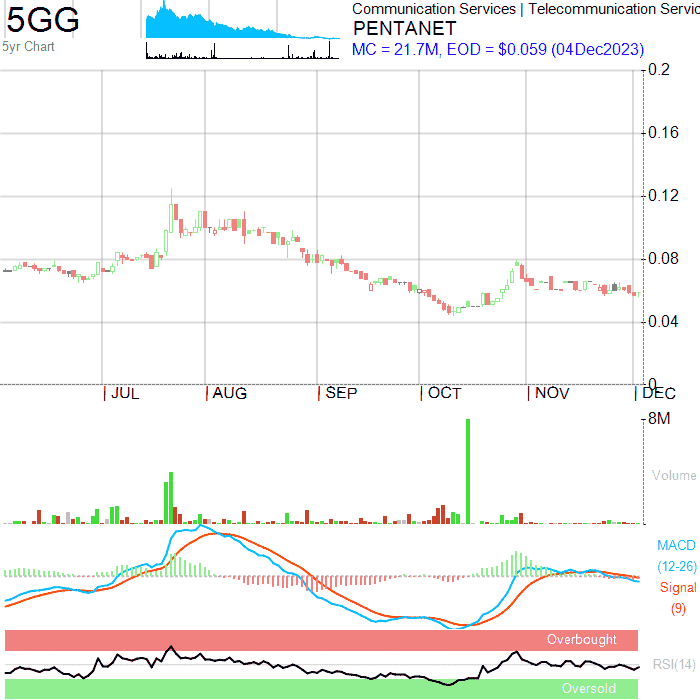 5GG
5yr Chart
Communication Services | Telecommunication Servic
PENTANET
MC = 21.7M, EOD = $0.059 (04Dec2023)
0.2
0.16
0.12
0.08
0.04
0
| JUL | AUG | SEP | OCT | NOV | DEC
8M
Volume
MACD
(12-26)
Signal
(9)
Overbought
RSI(14)
Oversold